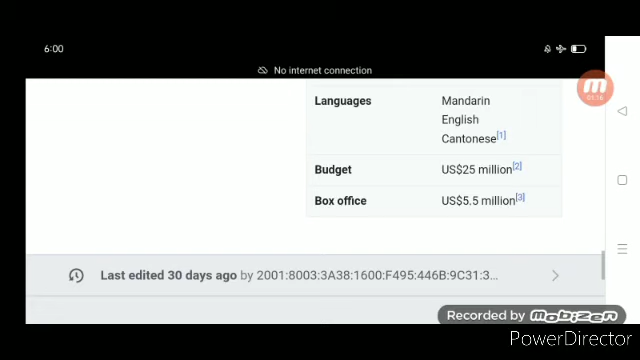 6:00
No internet connection
01:16
Languages Mandarin
English
Cantonese[1]
Budget US$25 million[2]
Box office US$5.5 million[3]
Last edited 30 days ago by 2001:8003:3A38:1600:F495:446B:9C31:3...
Recorded by mobizen
PowerDirector